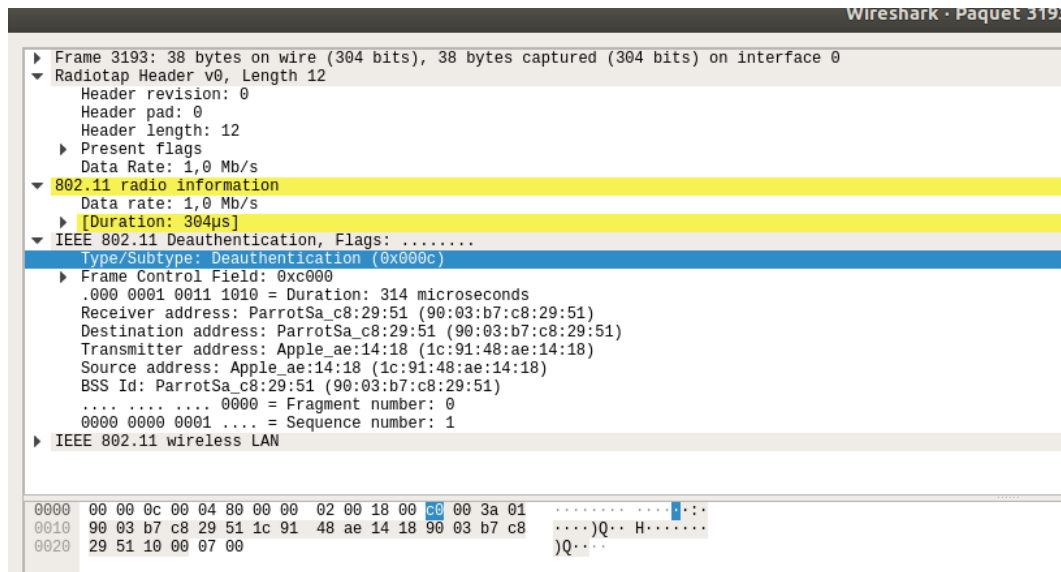 Wireshark · Paquet 3193
Frame 3193: 38 bytes on wire (304 bits), 38 bytes captured (304 bits) on interface 0
Radiotap Header v0, Length 12
Header revision: 0
Header pad: 0
Header length: 12
Present flags
Data Rate: 1,0 Mb/s
802.11 radio information
Data rate: 1,0 Mb/s
[Duration: 304µs]
IEEE 802.11 Deauthentication, Flags: ........
Type/Subtype: Deauthentication (0x000c)
Frame Control Field: 0xc000
.000 0001 0011 1010 = Duration: 314 microseconds
Receiver address: ParrotSa_c8:29:51 (90:03:b7:c8:29:51)
Destination address: ParrotSa_c8:29:51 (90:03:b7:c8:29:51)
Transmitter address: Apple_ae:14:18 (1c:91:48:ae:14:18)
Source address: Apple_ae:14:18 (1c:91:48:ae:14:18)
BSS Id: ParrotSa_c8:29:51 (90:03:b7:c8:29:51)
.... .... .... 0000 = Fragment number: 0
0000 0000 0001 .... = Sequence number: 1
IEEE 802.11 wireless LAN
0000 00 00 0c 00 04 80 00 00 02 00 18 00 c0 00 3a 01 ........ .....·:·
0010 90 03 b7 c8 29 51 1c 91 48 ae 14 18 90 03 b7 c8 ····)Q·· H·······
0020 29 51 10 00 07 00 )Q····